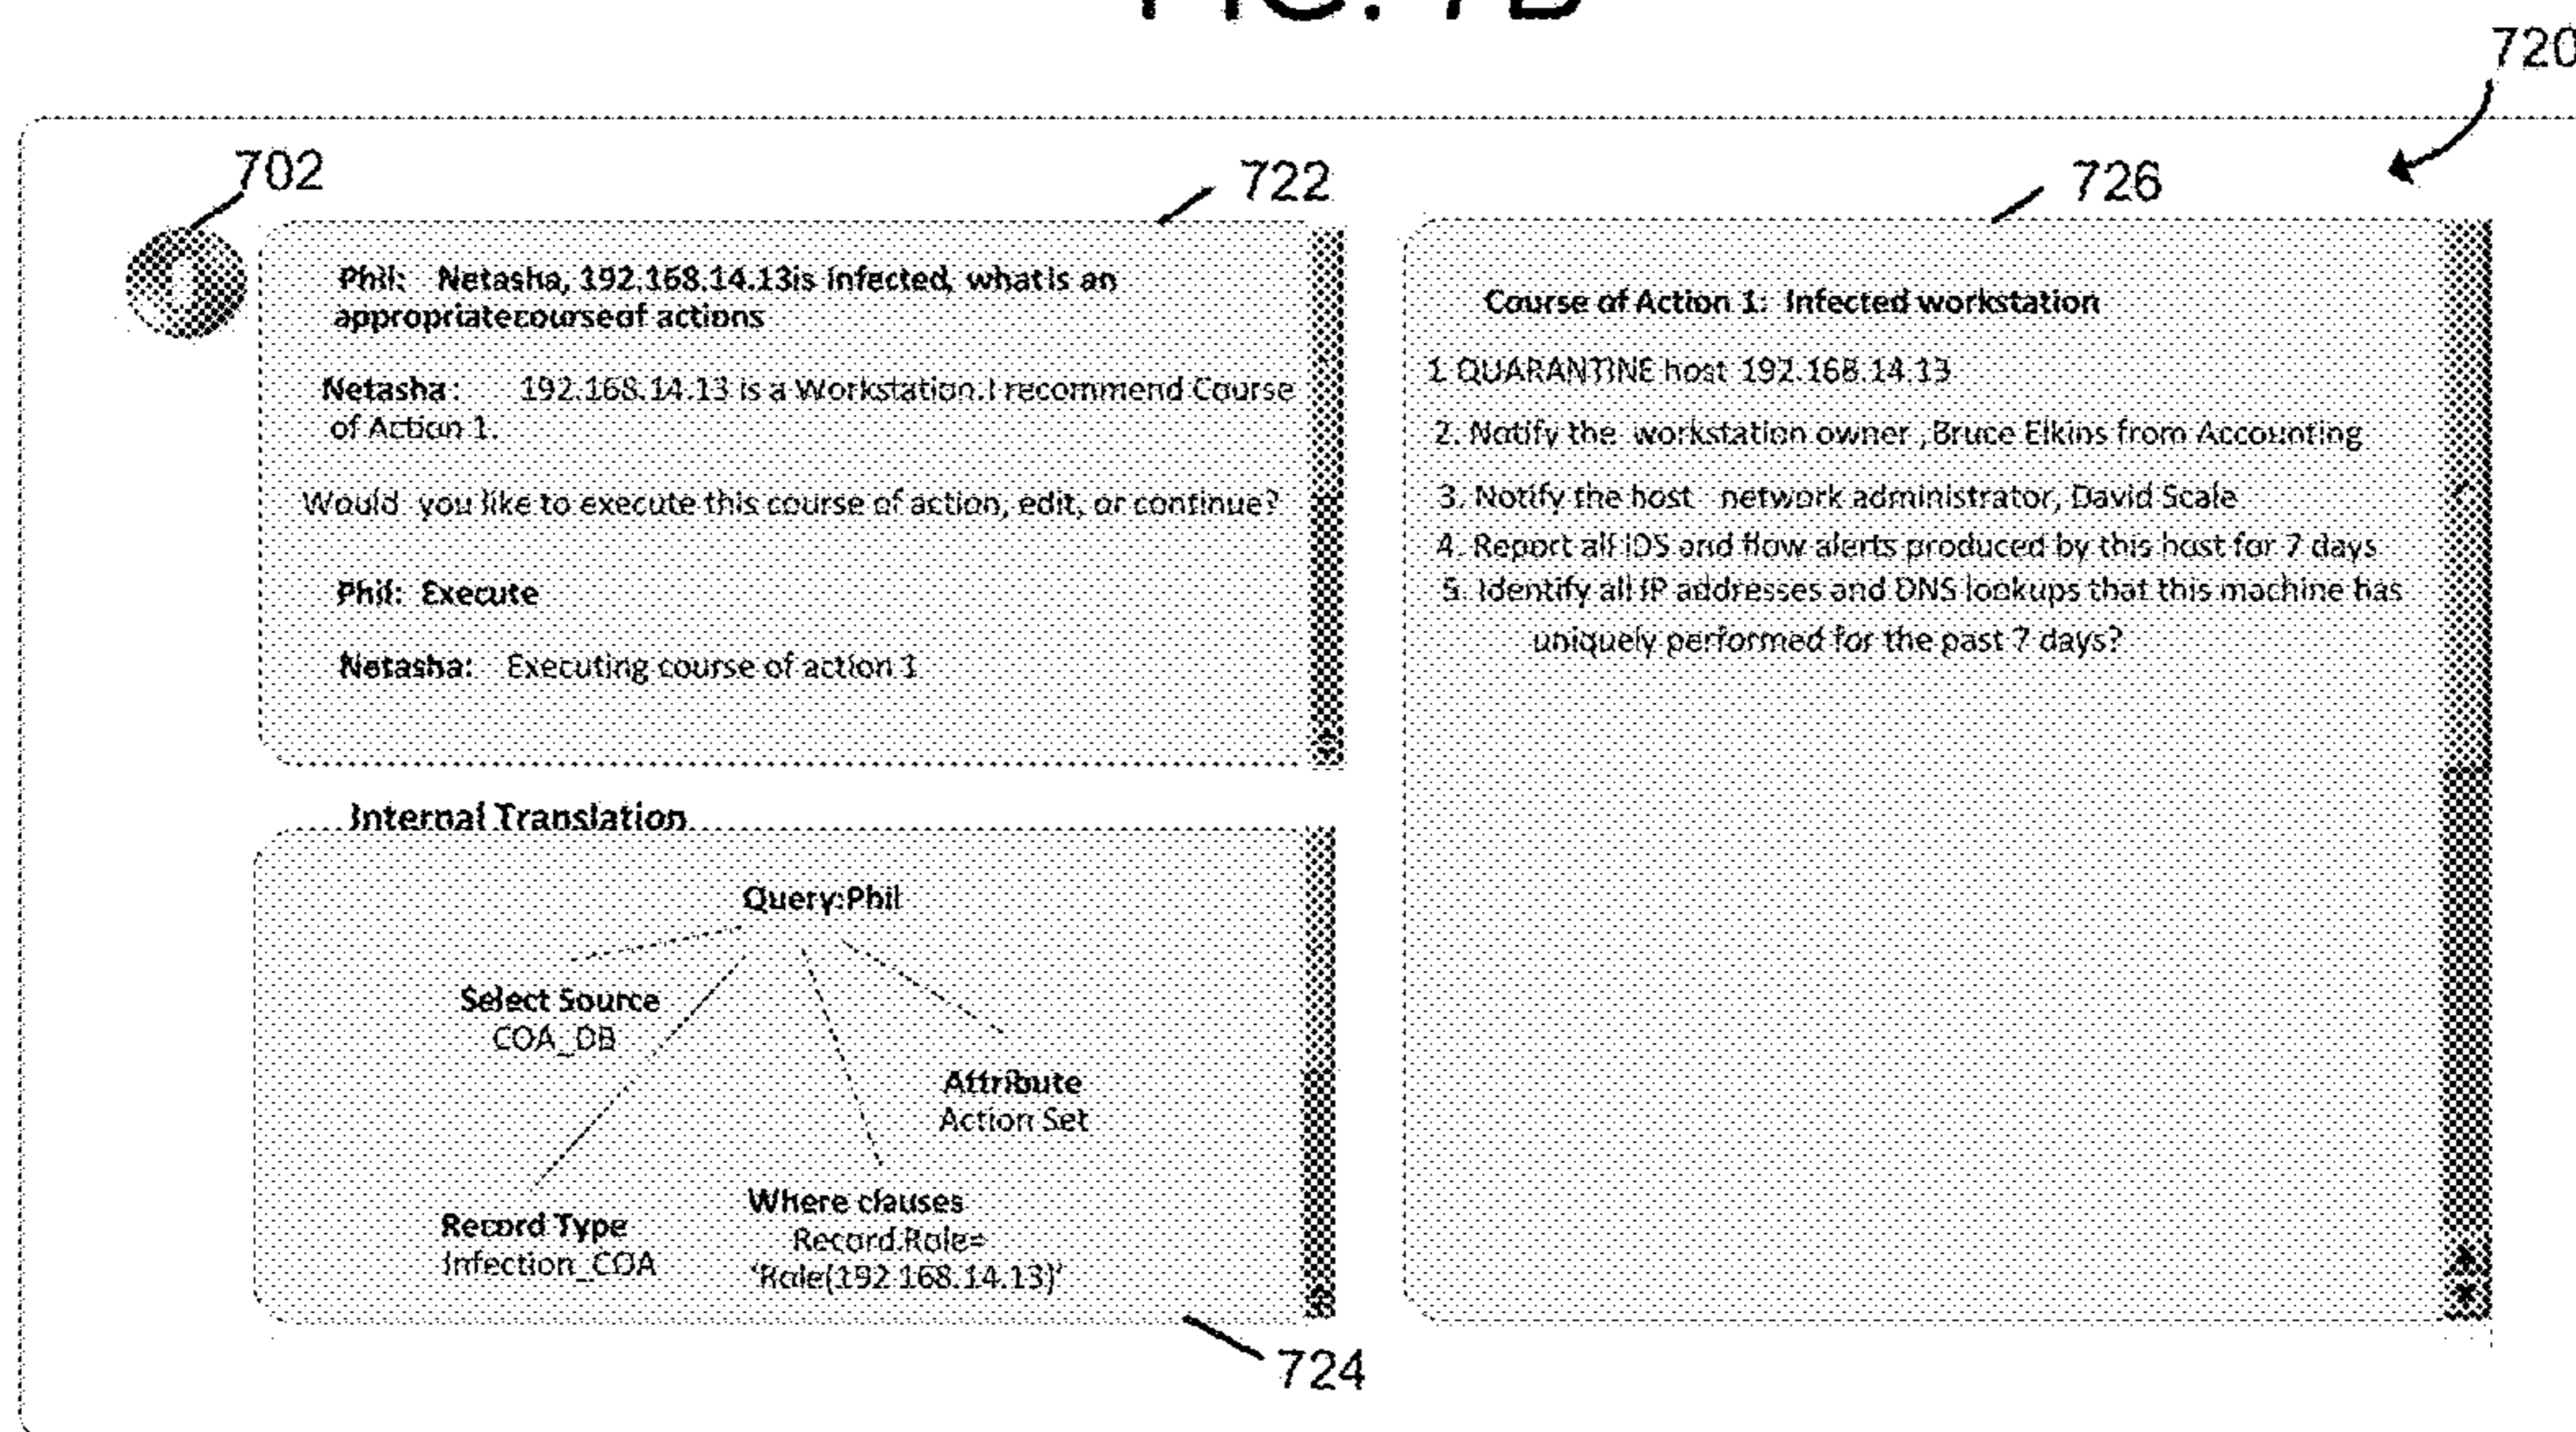 FIG. 7B
720
702
722
726
Phil: Netasha, 192.168.14.13is infected, whatis an
appropriatecourseof actions
Netasha: 192.168.14.13 is a Workstation.I recommend Course
of Action 1.
Would you like to execute this course of action, edit, or continue?
Phil: Execute
Netasha: Executing course of action 1
Course of Action 1: Infected workstation
1 QUARANTINE host 192.168.14.13
2. Notify the workstation owner ,Bruce Elkins from Accounting
3. Notify the host network administrator, David Scale
4. Report all IDS and flow alerts produced by this host for 7 days
5. Identify all IP addresses and DNS lookups that this machine has
uniquely performed for the past 7 days?
Internal Translation
Query:Phil
Select Source
COA_DB
Attribute
Action Set
Record Type
Infection_COA
Where clauses
Record.Role=
'Role(192.168.14.13)'
724